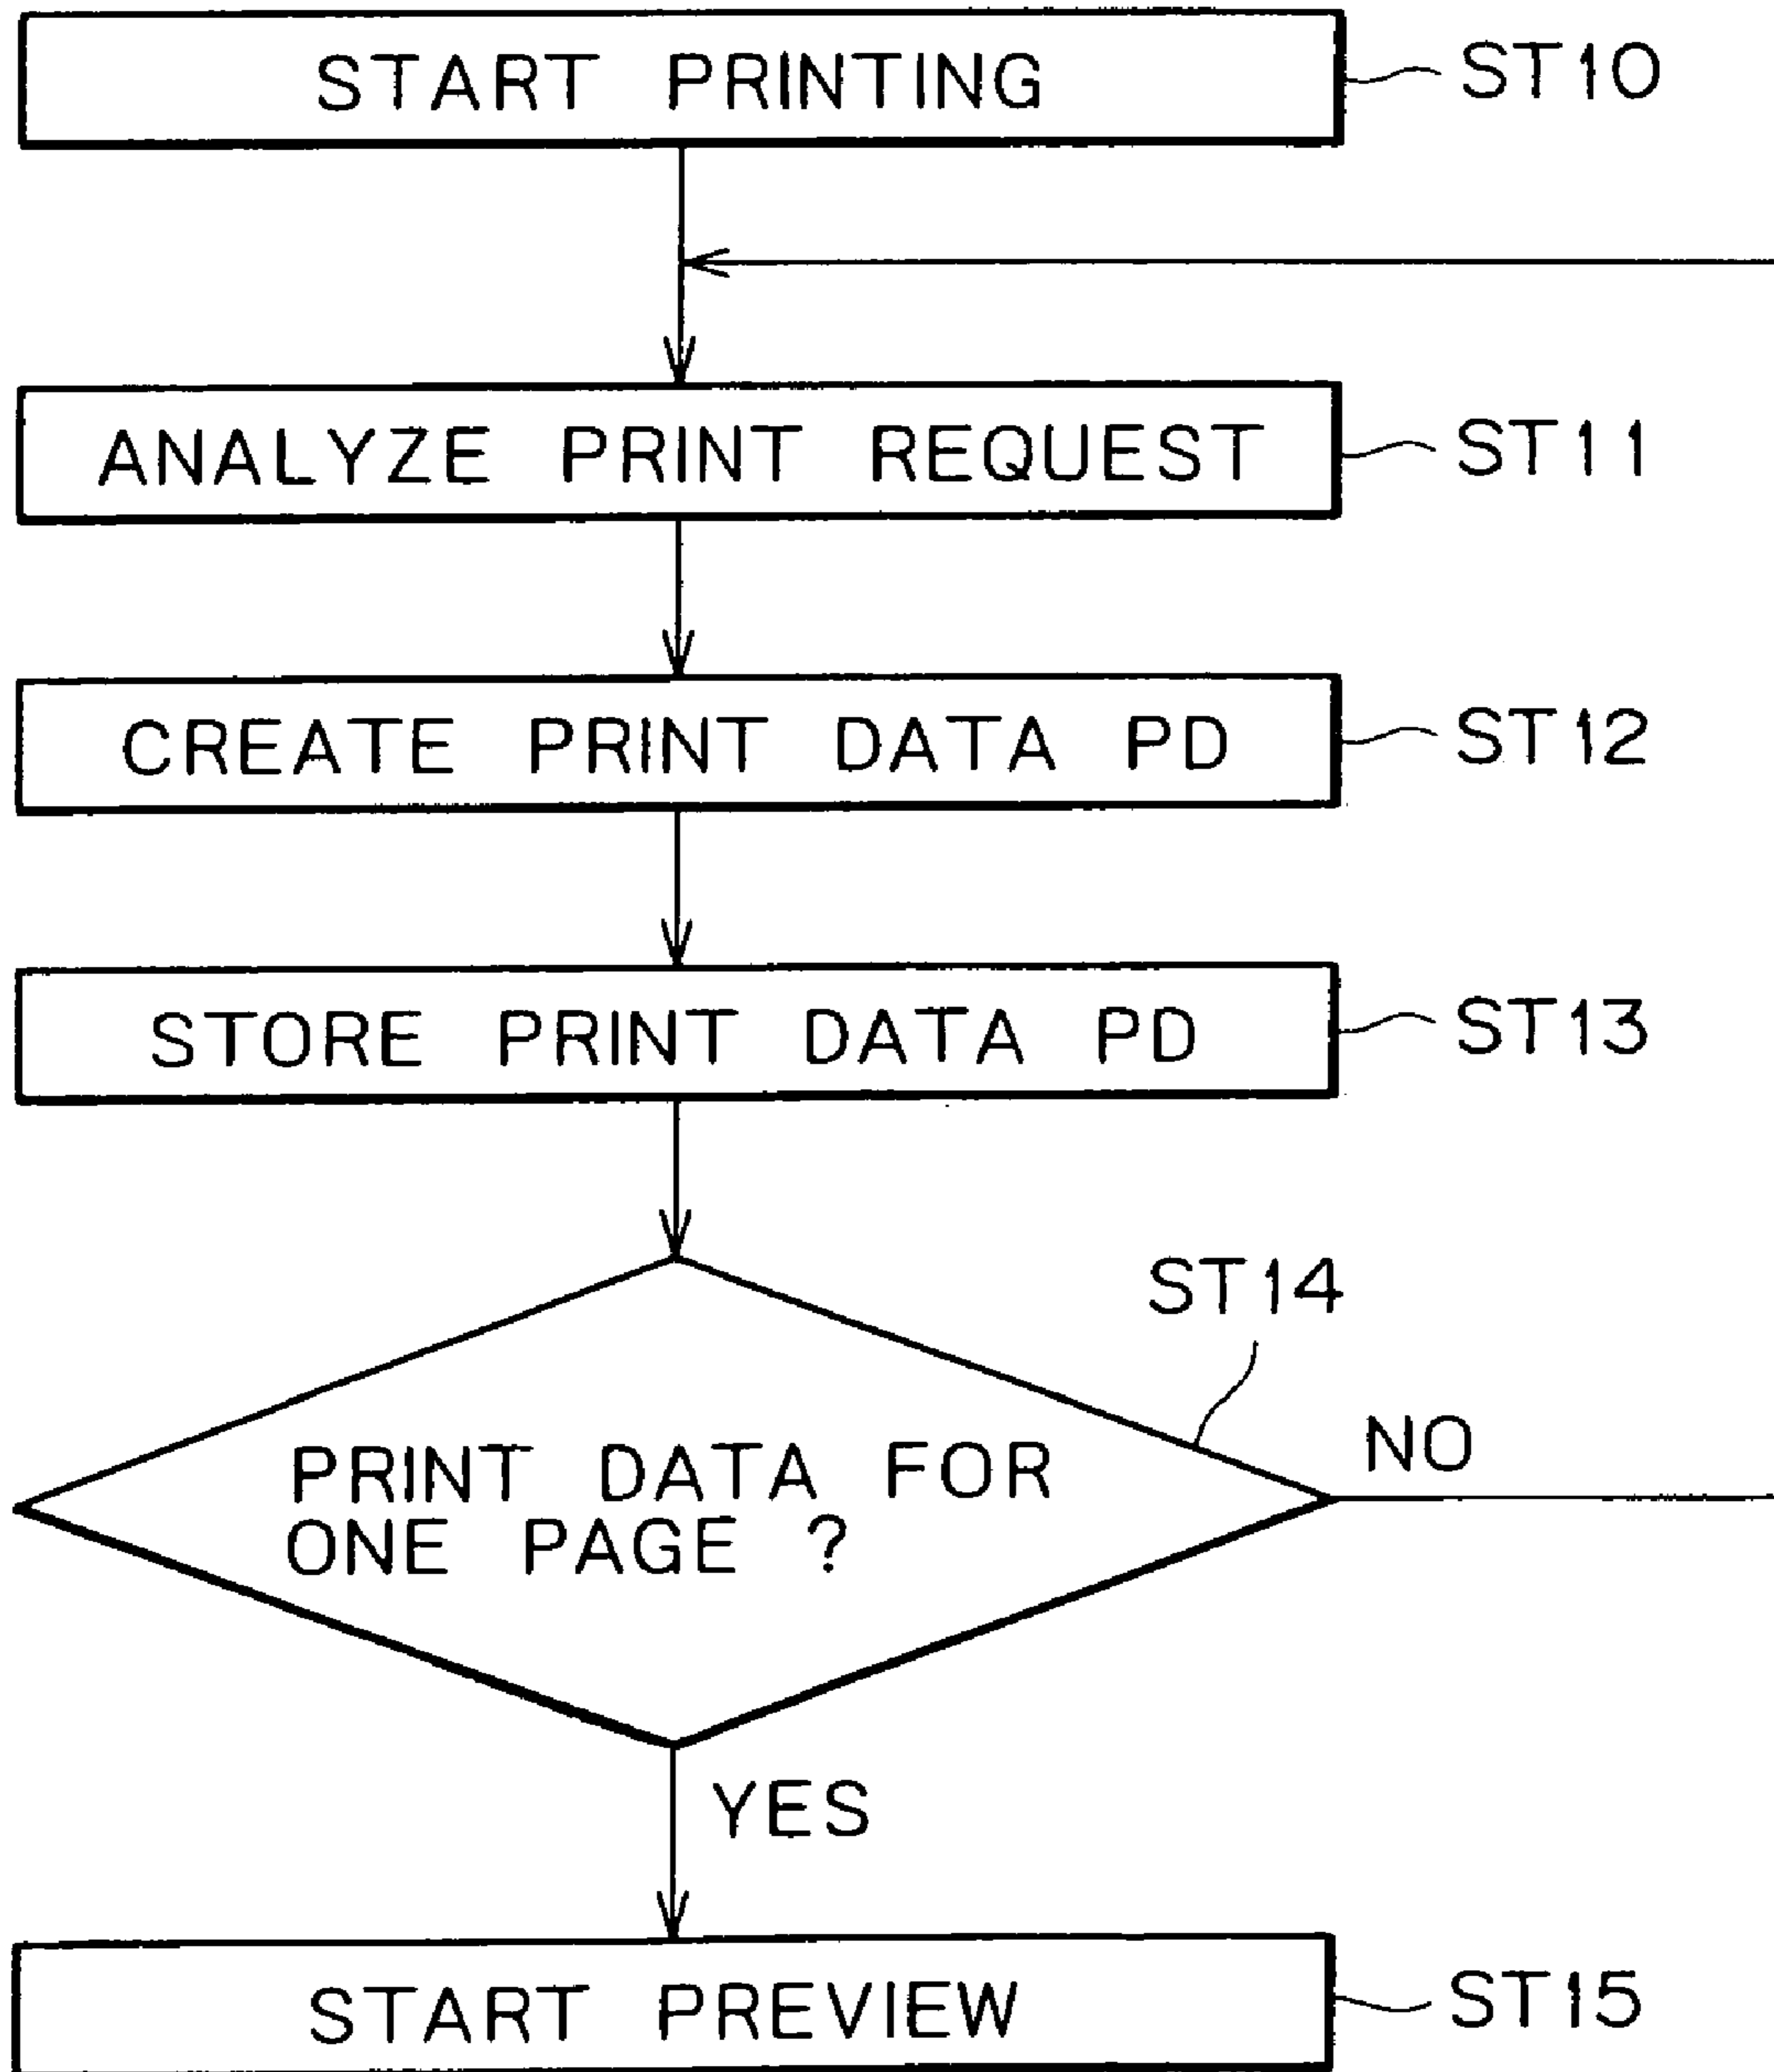 START PRINTING ST10
ANALYZE PRINT REQUEST ST11
CREATE PRINT DATA PD ST12
STORE PRINT DATA PD ST13
ST14
PRINT DATA FOR
ONE PAGE ?
NO
YES
START PREVIEW ST15